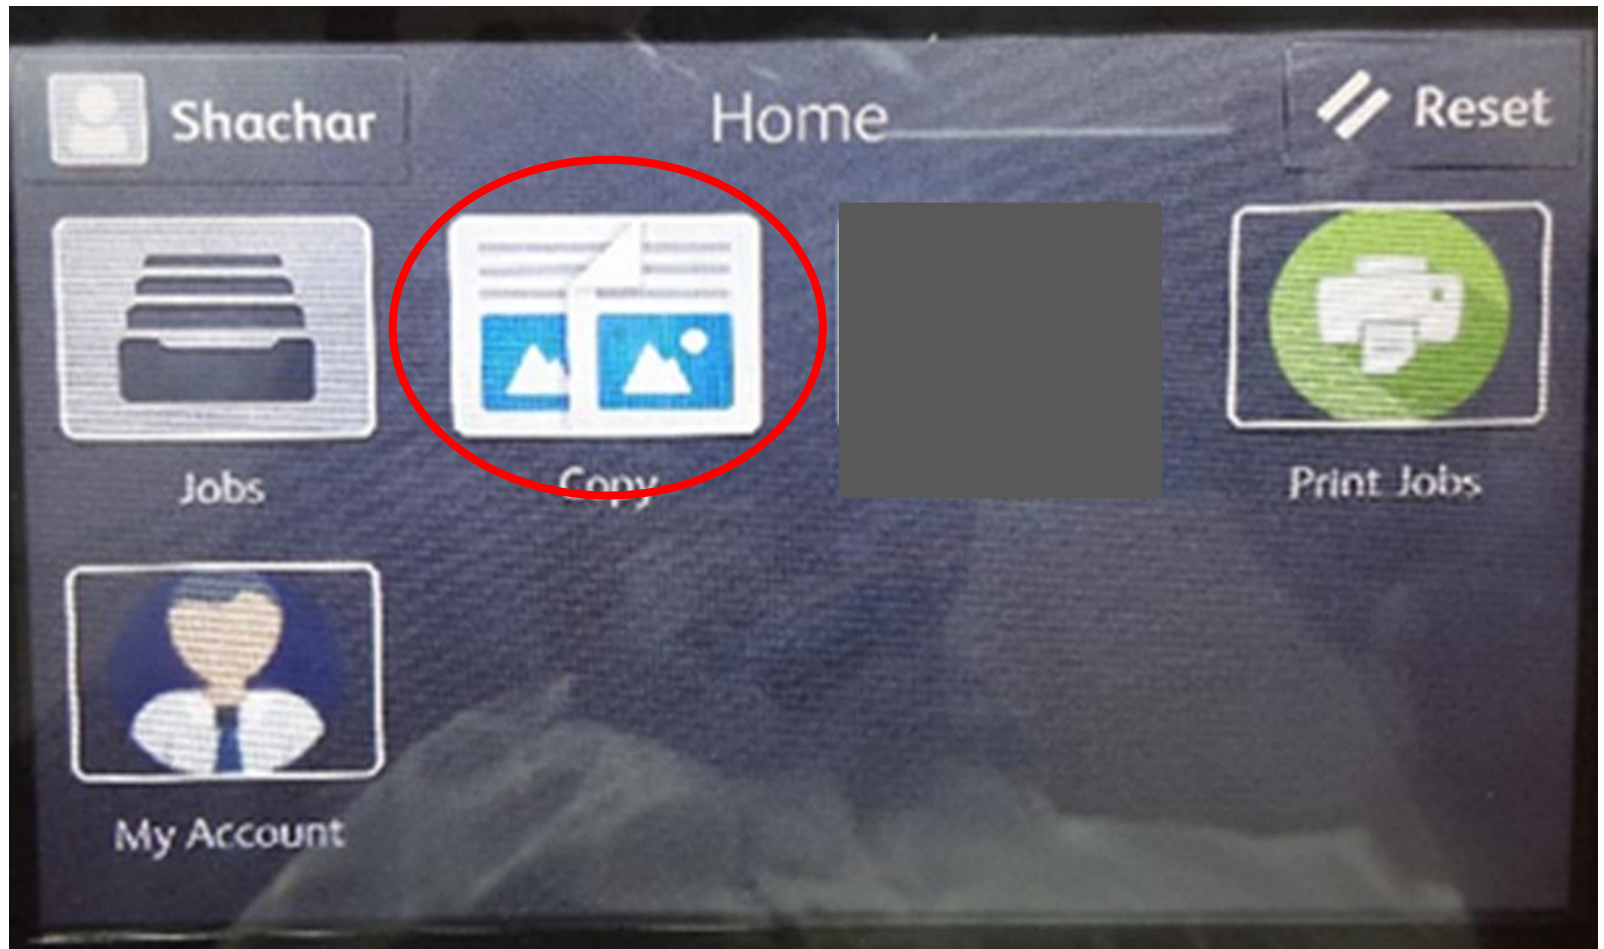 Shachar
Home
Reset
Jobs
Copy
Print Jobs
My Account